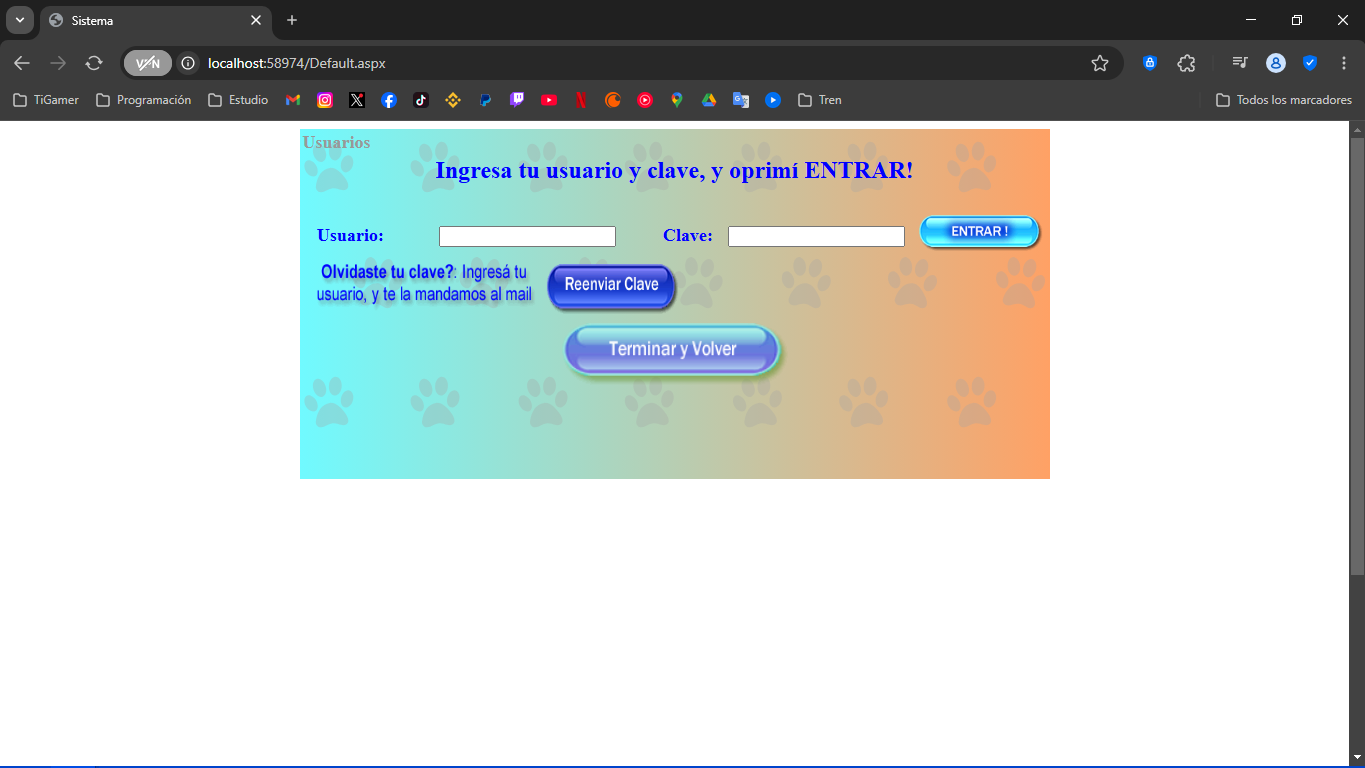 Sistema
VPN
localhost:58974/Default.aspx
TiGamer
Programación
Estudio
Tren
Todos los marcadores
Usuarios
Ingresa tu usuario y clave, y oprimí ENTRAR!
Usuario:
Clave:
ENTRAR !
Olvidaste tu clave?: Ingresá tu
usuario, y te la mandamos al mail
Reenviar Clave
Terminar y Volver